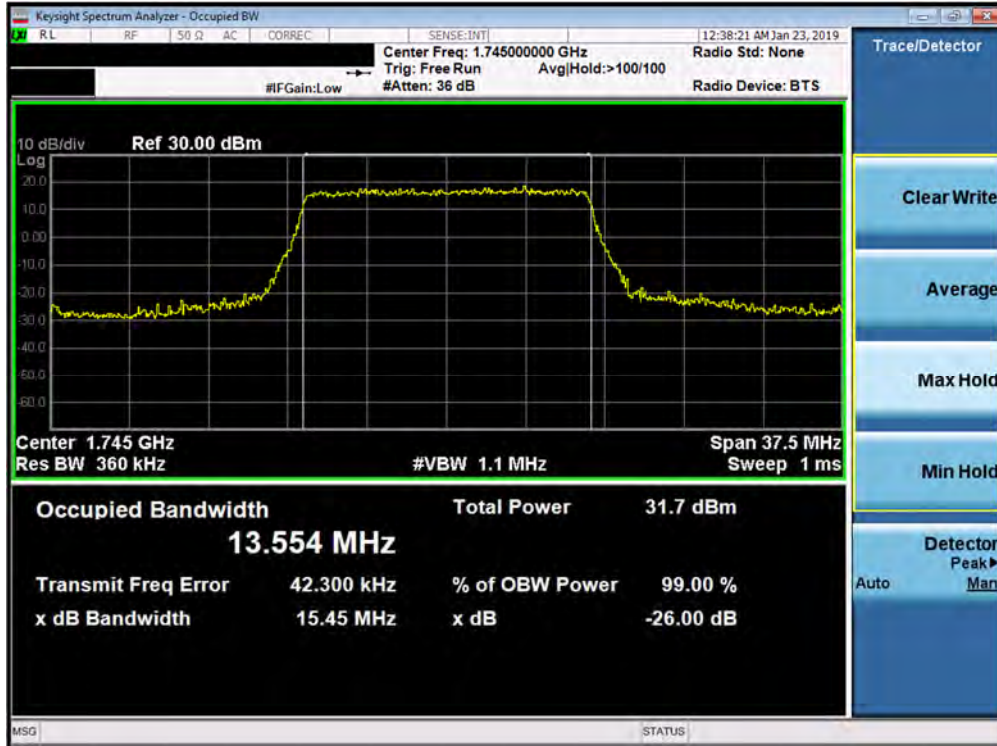 Keysight Spectrum Analyzer - Occupied BW
LXI RL RF 50 Ω AC CORREC SENSE:INT 12:38:21 AM Jan 23, 2019
Center Freq: 1.745000000 GHz Radio Std: None
Trig: Free Run Avg|Hold:>100/100
#IFGain:Low #Atten: 36 dB Radio Device: BTS
10 dB/div Ref 30.00 dBm
Log
20.0
10.0
0.00
-10.0
-20.0
-30.0
-40.0
-50.0
-60.0
Center 1.745 GHz Span 37.5 MHz
Res BW 360 kHz #VBW 1.1 MHz Sweep 1 ms
Occupied Bandwidth Total Power 31.7 dBm
13.554 MHz
Transmit Freq Error 42.300 kHz % of OBW Power 99.00 %
x dB Bandwidth 15.45 MHz x dB -26.00 dB
MSG STATUS
Trace/Detector
Clear Write
Average
Max Hold
Min Hold
Detector
Peak▶
Auto Man